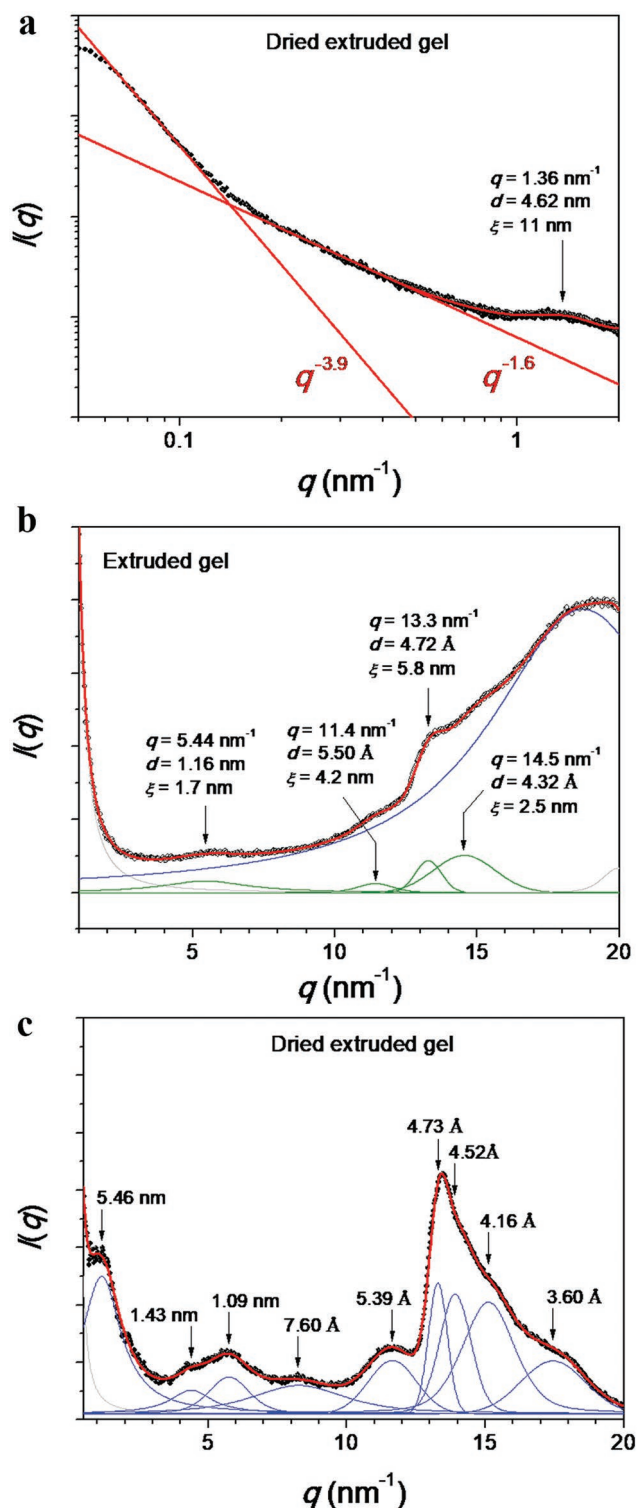 a
Dried extruded gel
q = 1.36 nm⁻¹
d = 4.62 nm
ξ = 11 nm
q⁻³·⁹
q⁻¹·⁶
I(q)
0.1
1
q (nm⁻¹)
b
Extruded gel
q = 13.3 nm⁻¹
d = 4.72 Å
ξ = 5.8 nm
q = 5.44 nm⁻¹
d = 1.16 nm
ξ = 1.7 nm
q = 11.4 nm⁻¹
d = 5.50 Å
ξ = 4.2 nm
q = 14.5 nm⁻¹
d = 4.32 Å
ξ = 2.5 nm
I(q)
5
10
15
20
q (nm⁻¹)
c
Dried extruded gel
5.46 nm
1.43 nm
1.09 nm
7.60 Å
5.39 Å
4.73 Å
4.52Å
4.16 Å
3.60 Å
I(q)
5
10
15
20
q (nm⁻¹)